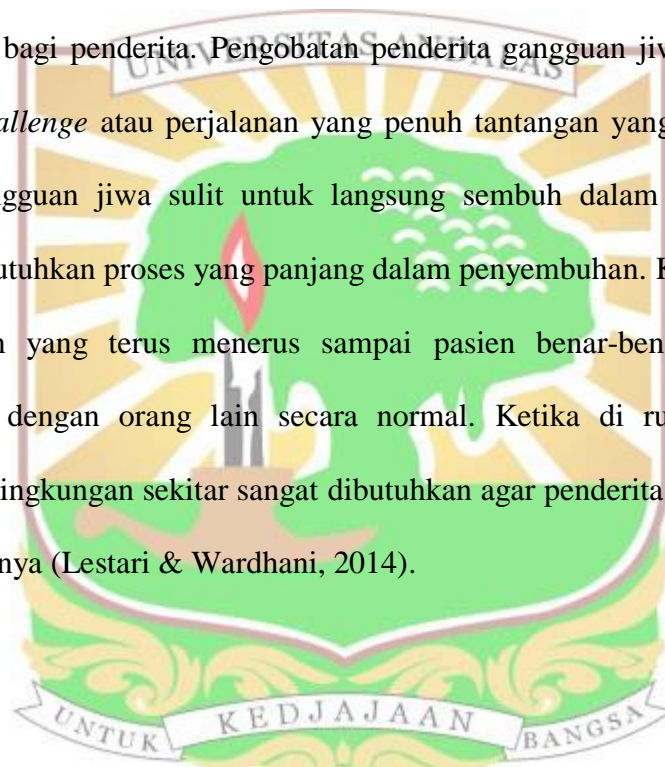 bagi penderita. Pengobatan penderita gangguan jiw
UNIVERSITAS ANDALAS
allenge atau perjalanan yang penuh tantangan yang
ngguan jiwa sulit untuk langsung sembuh dalam
utuhkan proses yang panjang dalam penyembuhan. K
n yang terus menerus sampai pasien benar-ben
dengan orang lain secara normal. Ketika di ru
ingkungan sekitar sangat dibutuhkan agar penderita
nya (Lestari & Wardhani, 2014).
UNTUK KEDJAJAAN BANGSA